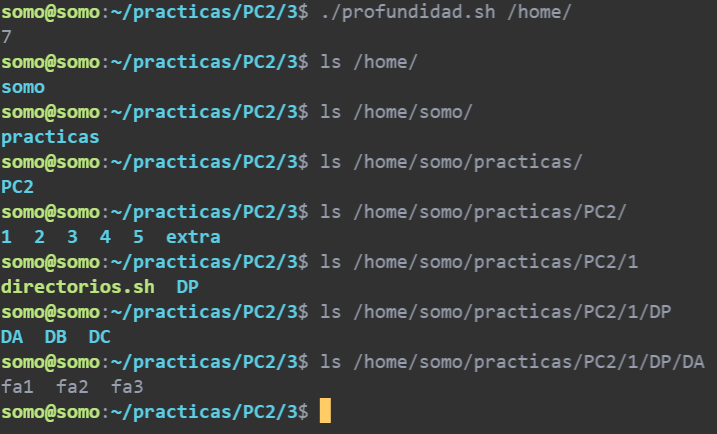 somo@somo:~/practicas/PC2/3$ ./profundidad.sh /home/
7
somo@somo:~/practicas/PC2/3$ ls /home/
somo
somo@somo:~/practicas/PC2/3$ ls /home/somo/
practicas
somo@somo:~/practicas/PC2/3$ ls /home/somo/practicas/
PC2
somo@somo:~/practicas/PC2/3$ ls /home/somo/practicas/PC2/
1  2  3  4  5  extra
somo@somo:~/practicas/PC2/3$ ls /home/somo/practicas/PC2/1
directorios.sh  DP
somo@somo:~/practicas/PC2/3$ ls /home/somo/practicas/PC2/1/DP
DA  DB  DC
somo@somo:~/practicas/PC2/3$ ls /home/somo/practicas/PC2/1/DP/DA
fa1  fa2  fa3
somo@somo:~/practicas/PC2/3$